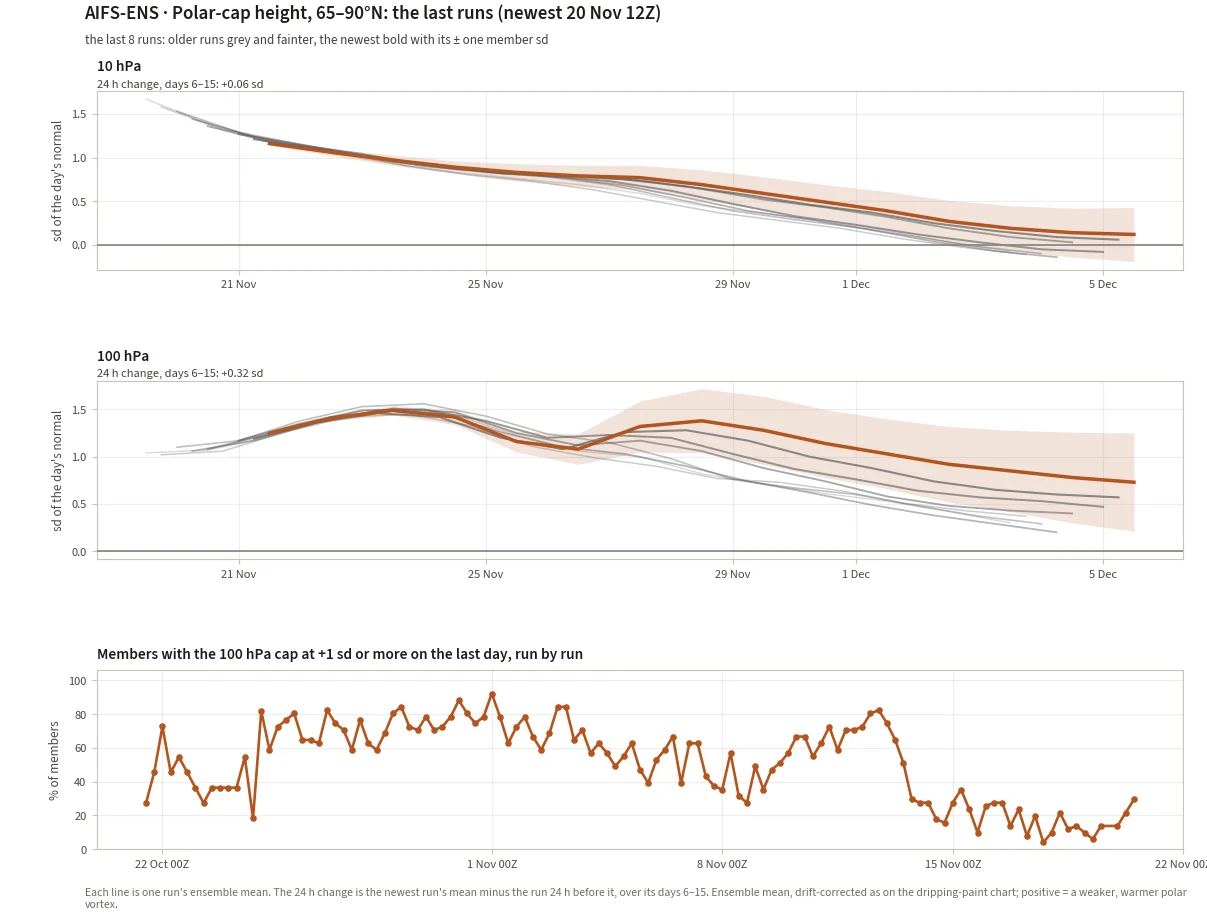 AIFS-ENS · Polar-cap height, 65–90°N: the last runs (newest 20 Nov 12Z)
the last 8 runs: older runs grey and fainter, the newest bold with its ± one member sd
10 hPa
24 h change, days 6–15: +0.06 sd
sd of the day's normal
1.5
1.0
0.5
0.0
21 Nov
25 Nov
29 Nov
1 Dec
5 Dec
100 hPa
24 h change, days 6–15: +0.32 sd
sd of the day's normal
1.5
1.0
0.5
0.0
21 Nov
25 Nov
29 Nov
1 Dec
5 Dec
Members with the 100 hPa cap at +1 sd or more on the last day, run by run
% of members
100
80
60
40
20
0
22 Oct 00Z
1 Nov 00Z
8 Nov 00Z
15 Nov 00Z
22 Nov 00Z
Each line is one run's ensemble mean. The 24 h change is the newest run's mean minus the run 24 h before it, over its days 6–15. Ensemble mean, drift-corrected as on the dripping-paint chart; positive = a weaker, warmer polar
vortex.